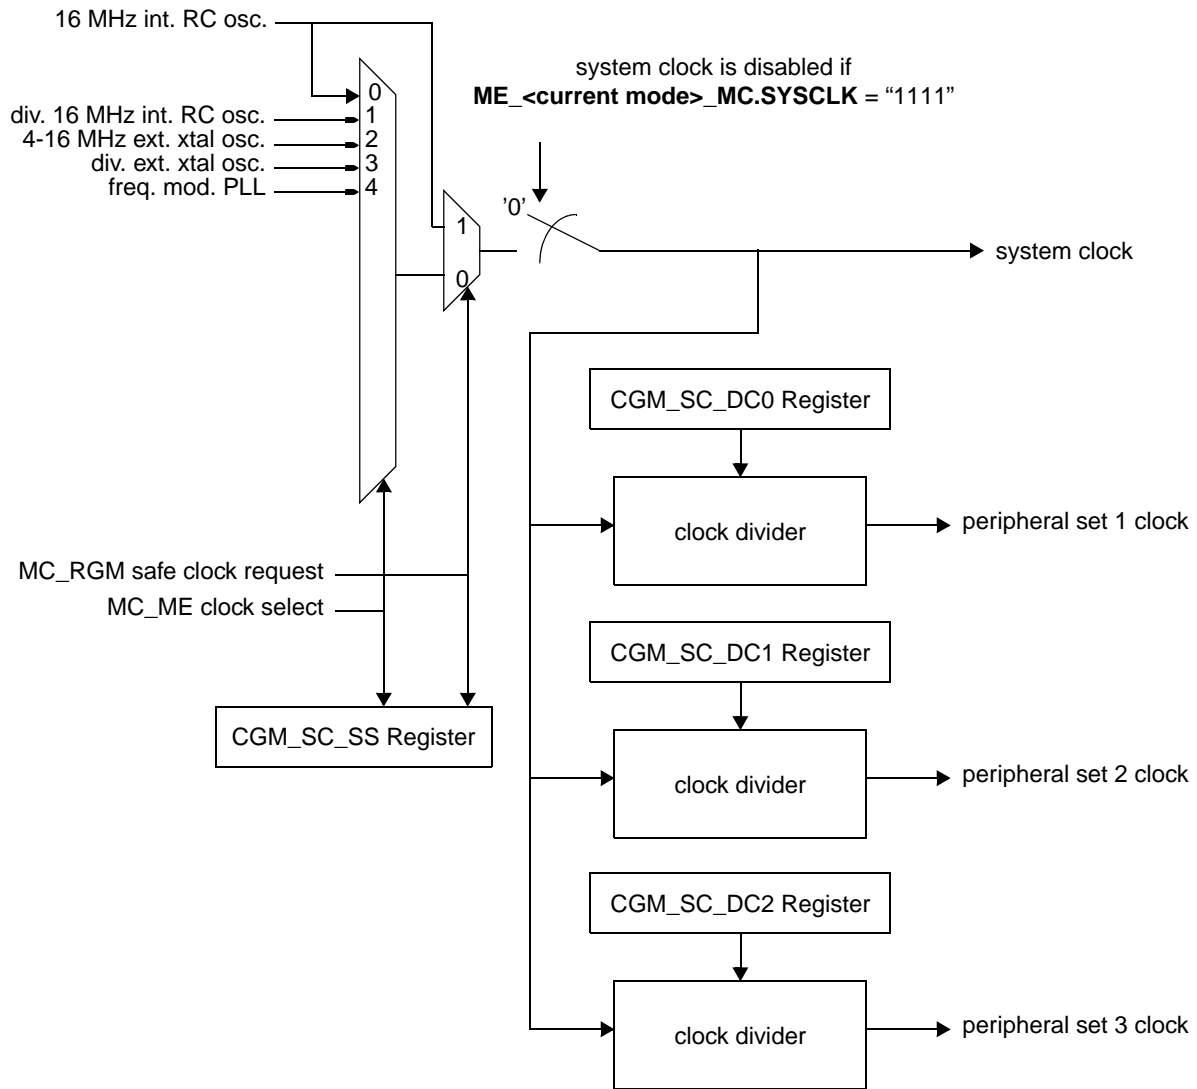 16 MHz int. RC osc.
system clock is disabled if
ME_<current mode>_MC.SYSCLK = “1111”
0
div. 16 MHz int. RC osc.
1
4-16 MHz ext. xtal osc.
2
div. ext. xtal osc.
3
freq. mod. PLL
4
'0'
1
system clock
0
CGM_SC_DC0 Register
clock divider
peripheral set 1 clock
MC_RGM safe clock request
MC_ME clock select
CGM_SC_DC1 Register
CGM_SC_SS Register
clock divider
peripheral set 2 clock
CGM_SC_DC2 Register
clock divider
peripheral set 3 clock